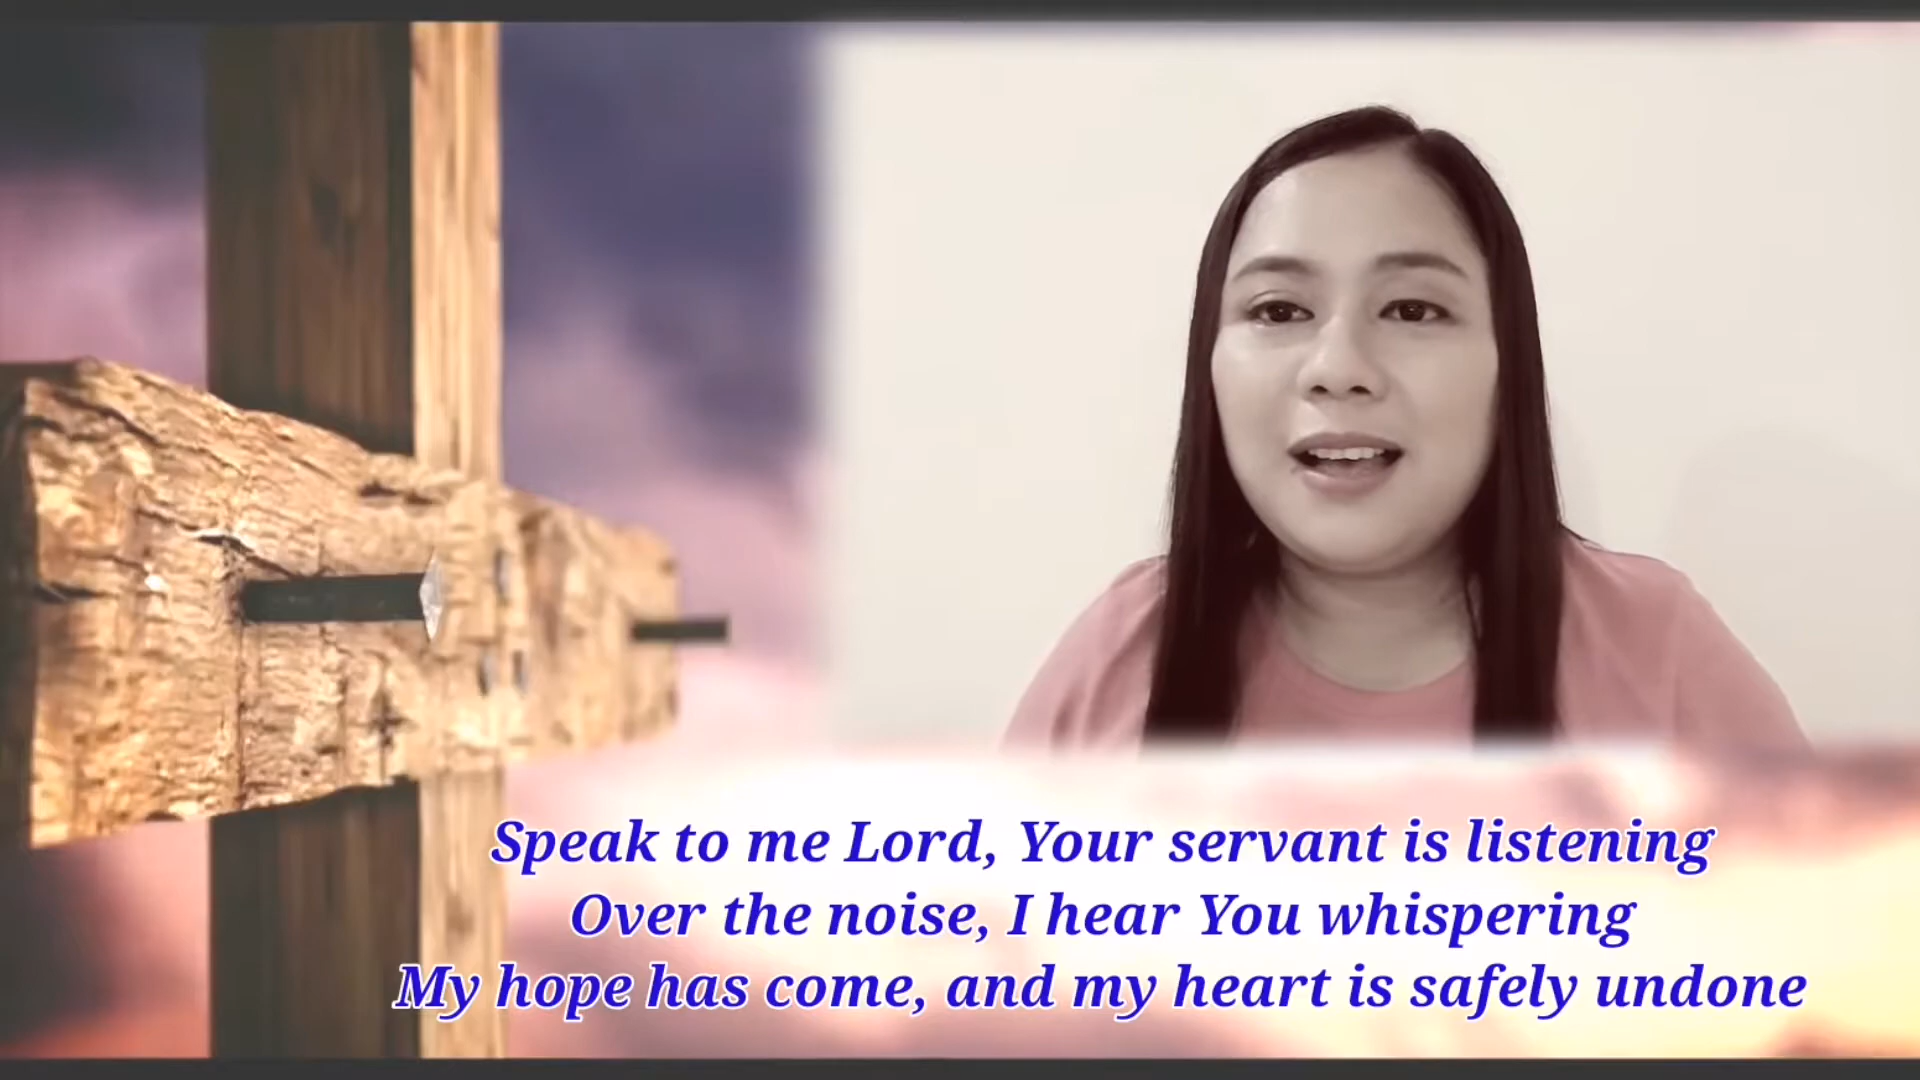 Speak to me Lord, Your servant is listening
Over the noise, I hear You whispering
My hope has come, and my heart is safely undone